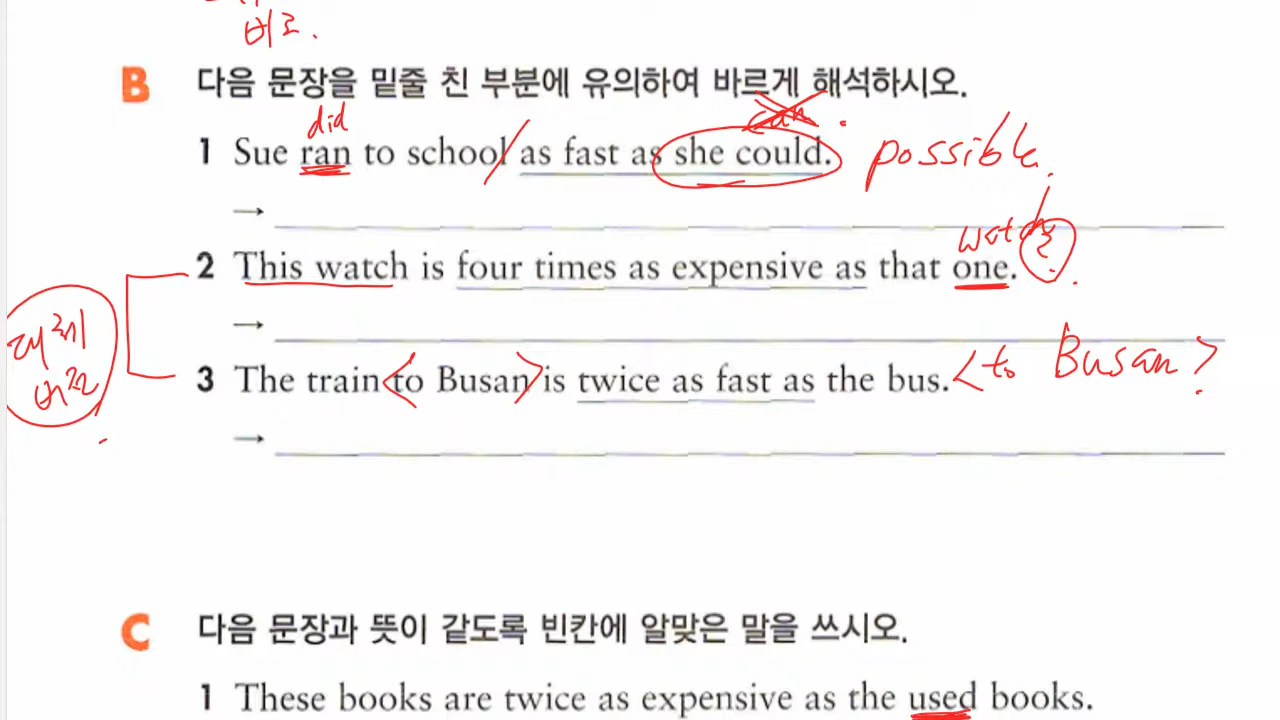 버로.
B 다음 문장을 밑줄 친 부분에 유의하여 바르게 해석하시오.
did can.
1 Sue ran to school as fast as she could. possible.
→
watch?
2 This watch is four times as expensive as that one.
→
3 The train <to Busan> is twice as fast as the bus. <to Busan>
→
C 다음 문장과 뜻이 같도록 빈칸에 알맞은 말을 쓰시오.
1 These books are twice as expensive as the used books.